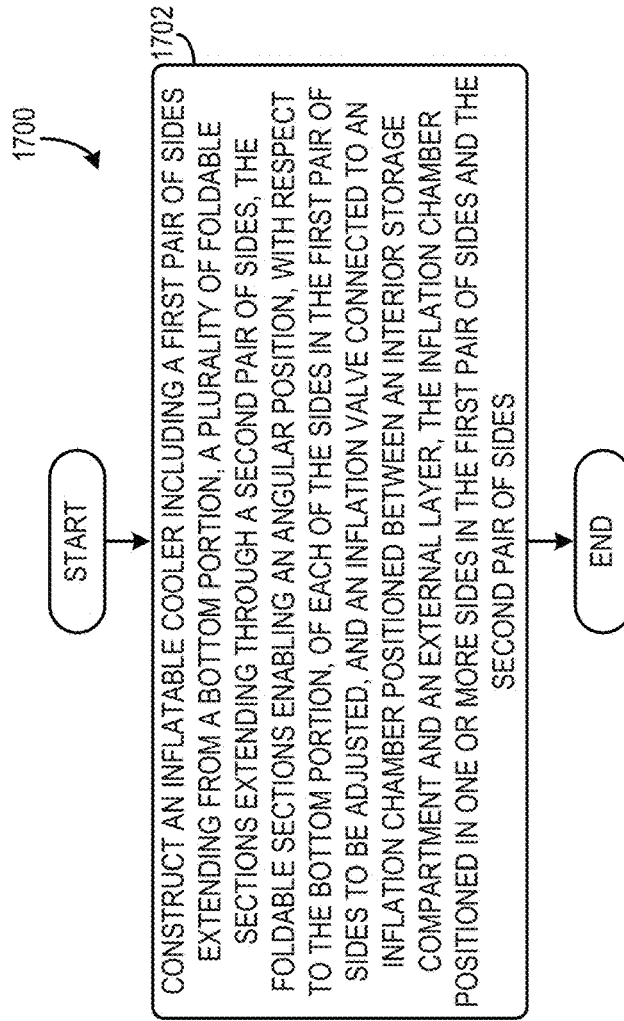 1700
START
1702
CONSTRUCT AN INFLATABLE COOLER INCLUDING A FIRST PAIR OF SIDES
EXTENDING FROM A BOTTOM PORTION, A PLURALITY OF FOLDABLE
SECTIONS EXTENDING THROUGH A SECOND PAIR OF SIDES, THE
FOLDABLE SECTIONS ENABLING AN ANGULAR POSITION, WITH RESPECT
TO THE BOTTOM PORTION, OF EACH OF THE SIDES IN THE FIRST PAIR OF
SIDES TO BE ADJUSTED, AND AN INFLATION VALVE CONNECTED TO AN
INFLATION CHAMBER POSITIONED BETWEEN AN INTERIOR STORAGE
COMPARTMENT AND AN EXTERNAL LAYER, THE INFLATION CHAMBER
POSITIONED IN ONE OR MORE SIDES IN THE FIRST PAIR OF SIDES AND THE
SECOND PAIR OF SIDES
END